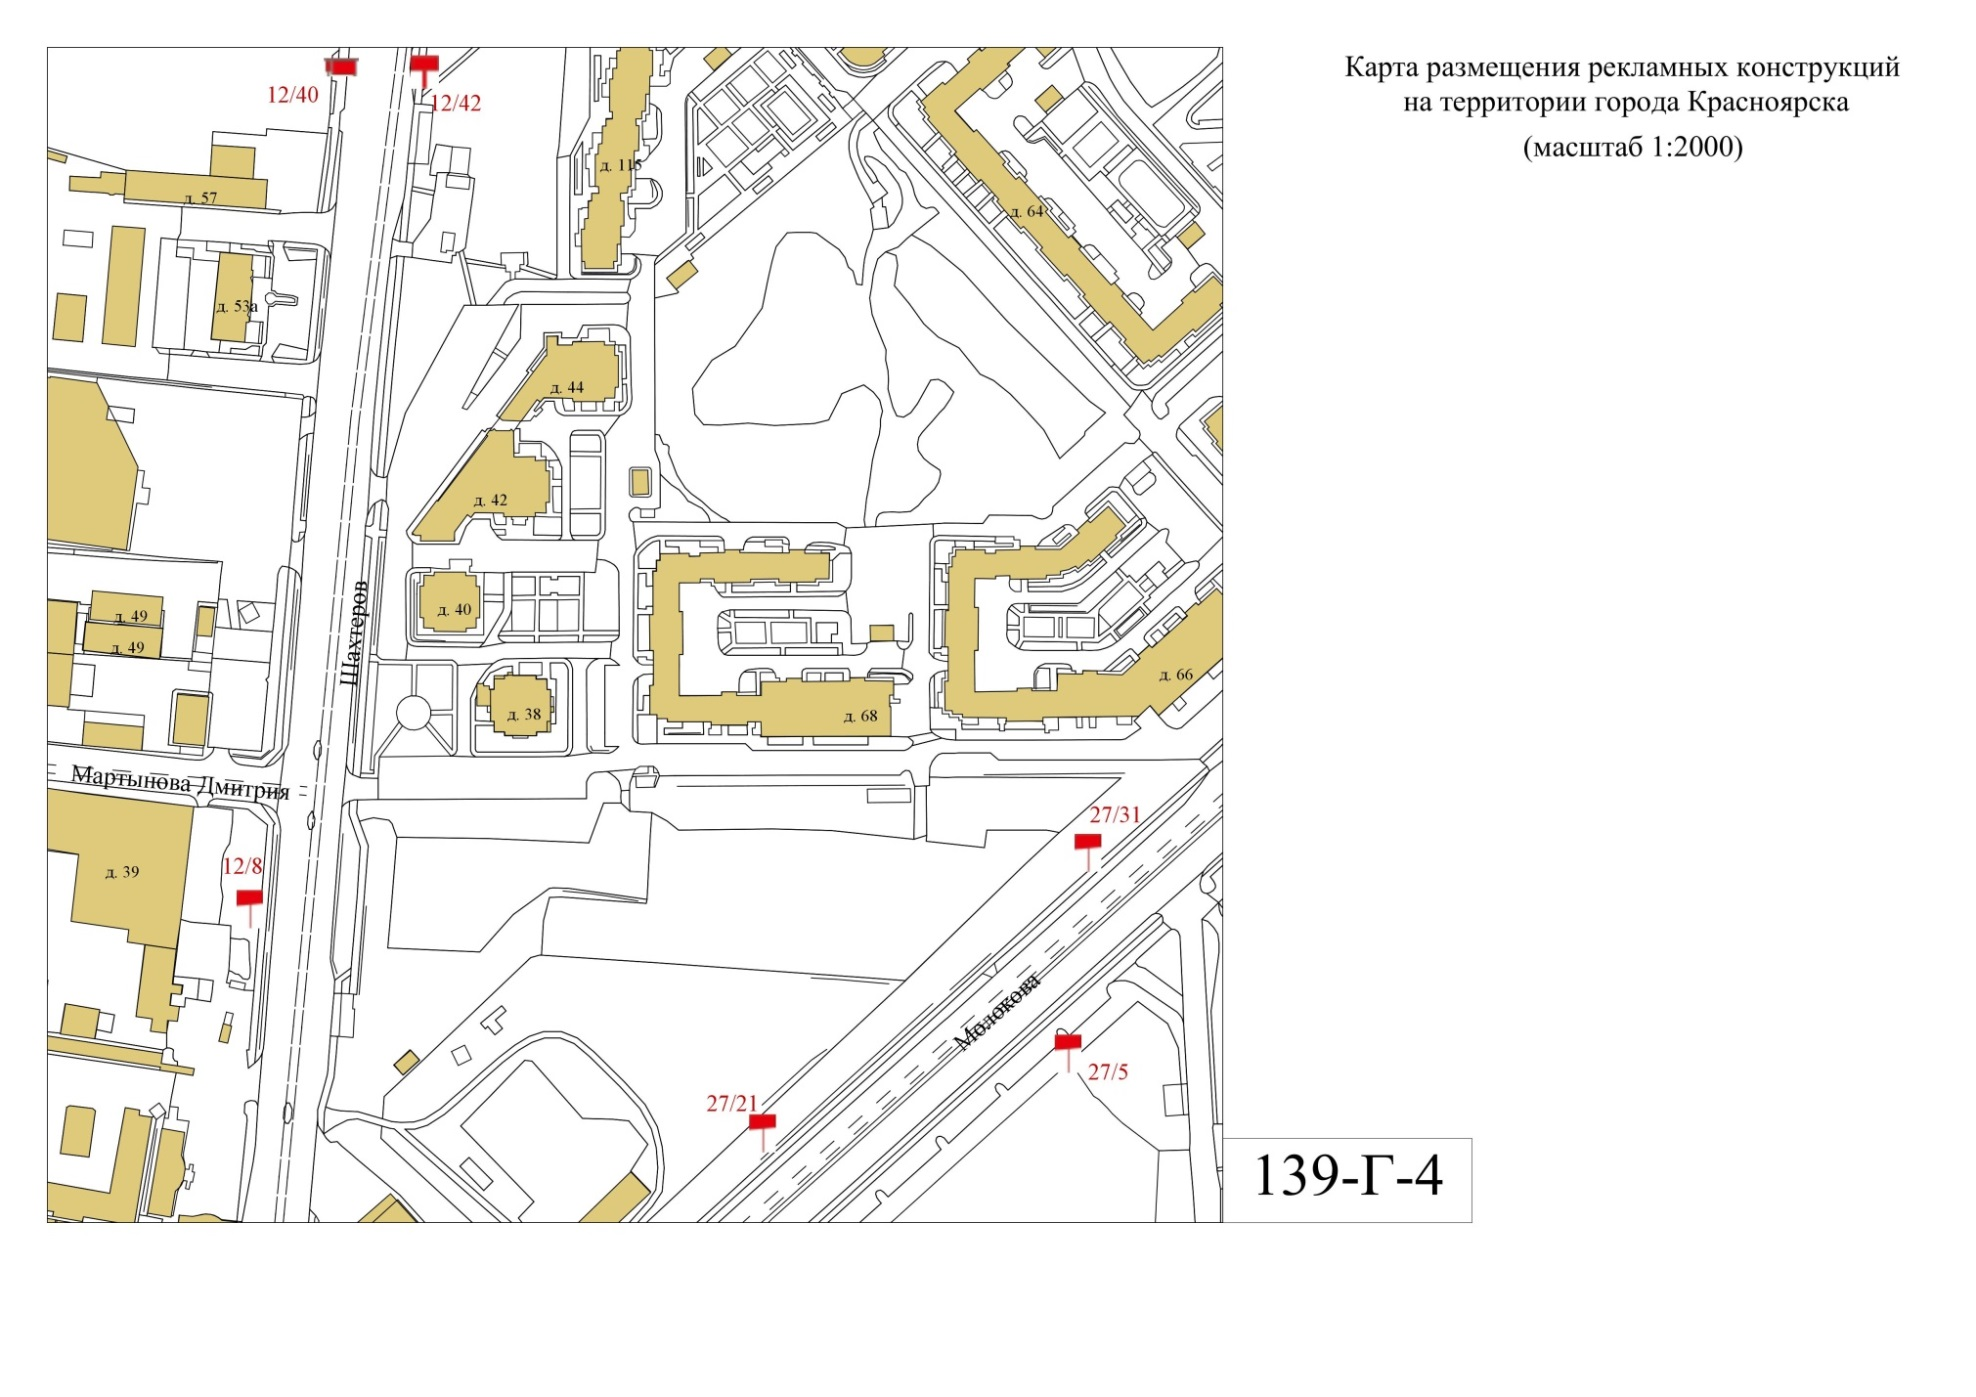 Карта размещения рекламных конструкций
на территории города Красноярска
(масштаб 1:2000)
12/40
12/42
д. 115
д. 57
д. 64
д. 53а
д. 44
д. 42
д. 40
д. 49
д. 49
Шахтеров
д. 66
д. 38
д. 68
Мартынова Дмитрия
27/31
12/8
д. 39
Молокова
27/5
27/21
139-Г-4